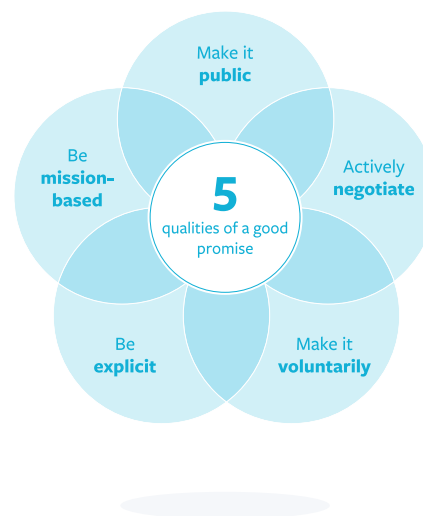 Make it
public
Actively
negotiate
Make it
voluntarily
Be
explicit
Be
mission-
based
5
qualities of a good
promise